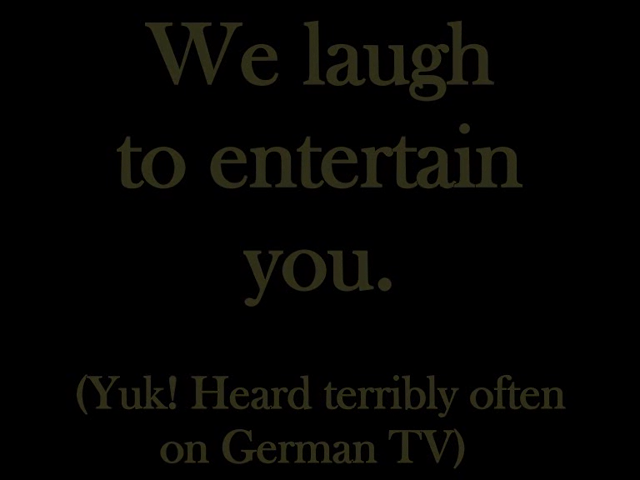 We laugh
to entertain
you.
(Yuk! Heard terribly often
on German TV)